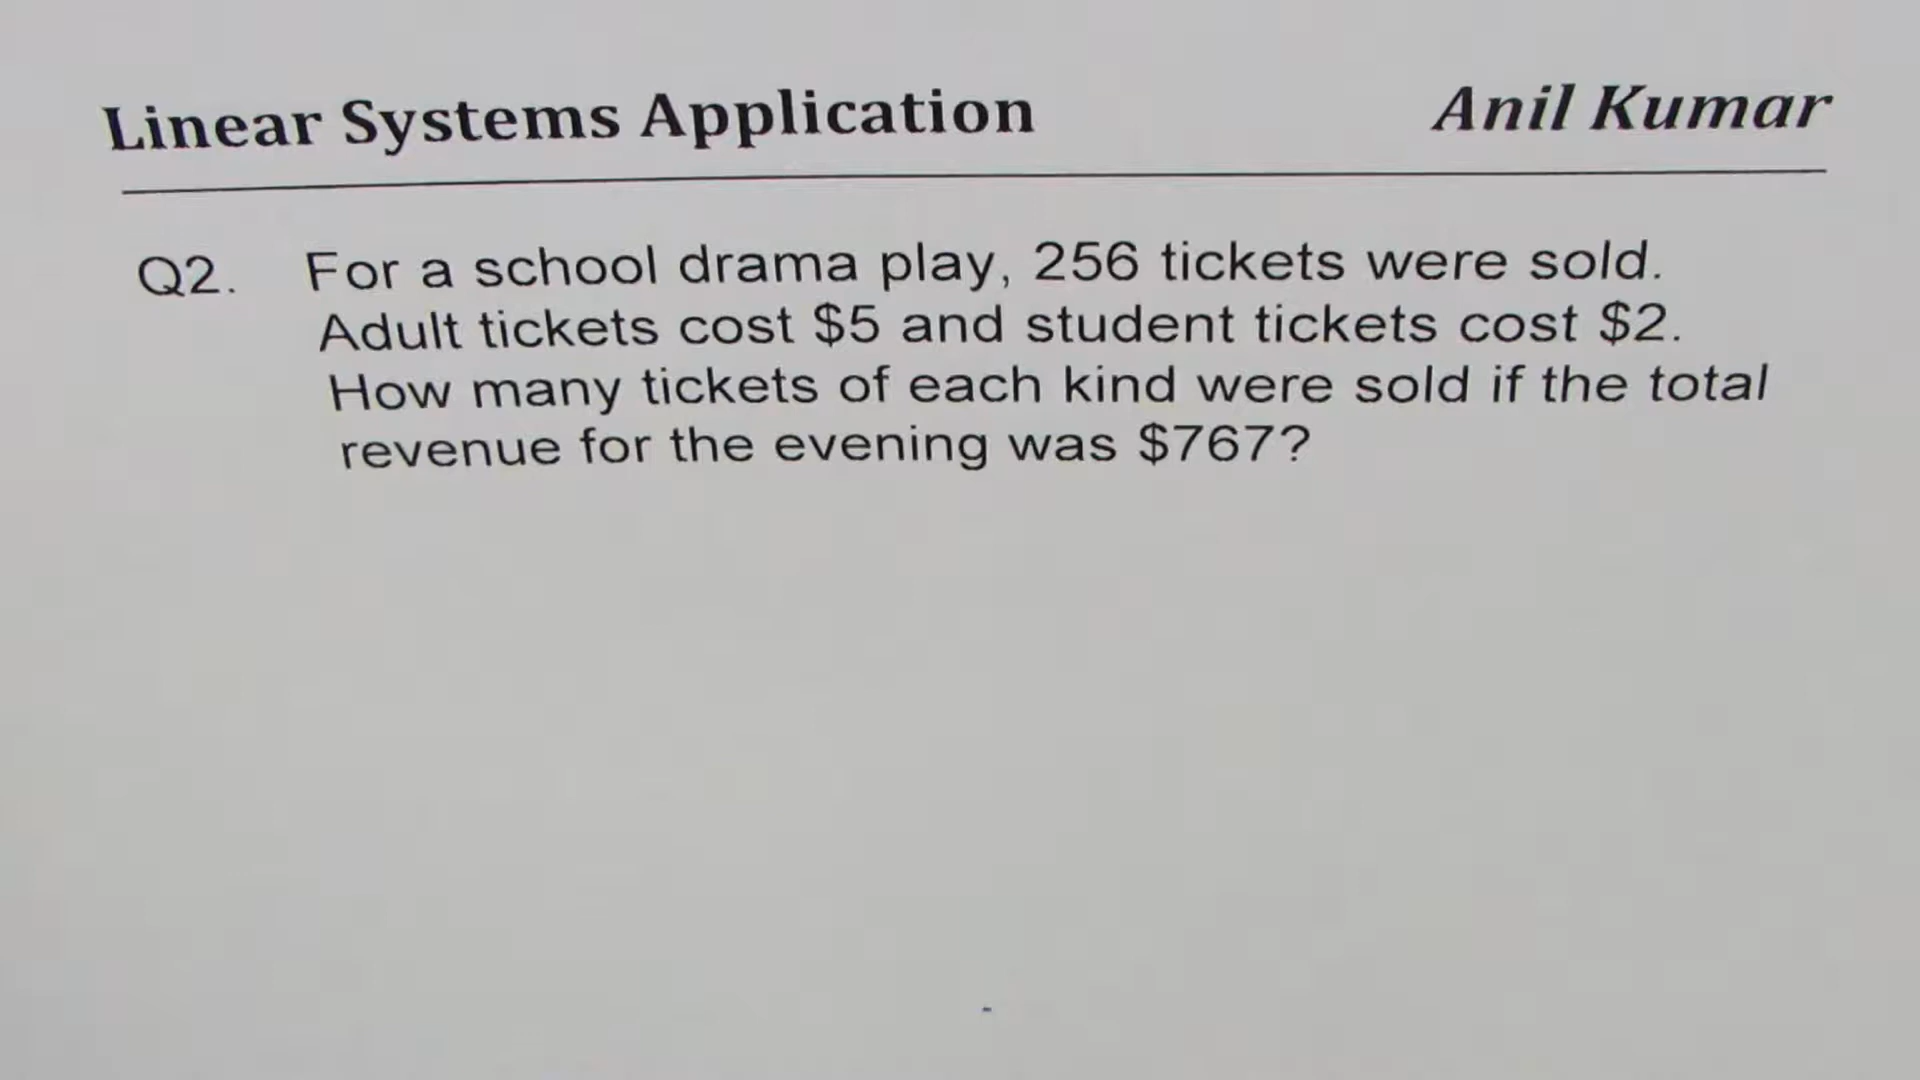 Linear Systems Application
Anil Kumar
Q2. For a school drama play, 256 tickets were sold.
Adult tickets cost $5 and student tickets cost $2.
How many tickets of each kind were sold if the total
revenue for the evening was $767?